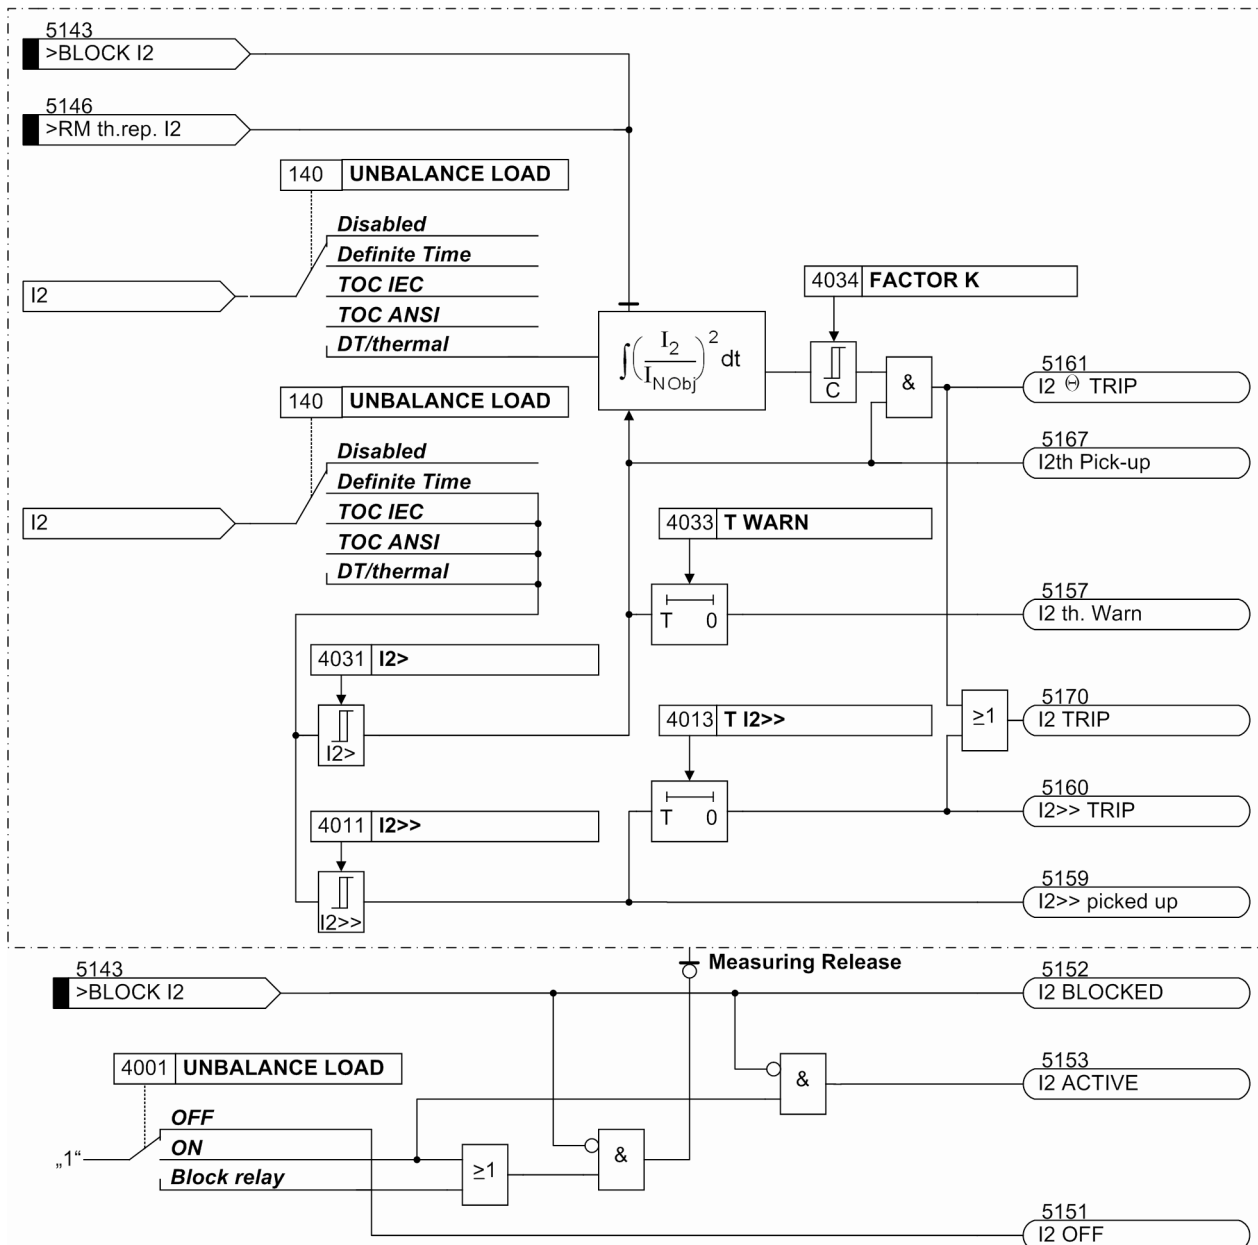 5143
>BLOCK I2
5146
>RM th.rep. I2
140 UNBALANCE LOAD
Disabled
Definite Time
TOC IEC
TOC ANSI
DT/thermal
I2
4034 FACTOR K
∫(I2/INObj)² dt
C
&
5161
I2 Θ TRIP
5167
I2th Pick-up
140 UNBALANCE LOAD
Disabled
Definite Time
TOC IEC
TOC ANSI
DT/thermal
I2
4033 T WARN
T 0
5157
I2 th. Warn
4031 I2>
I2>
4013 T I2>>
T 0
≥1
5170
I2 TRIP
5160
I2>> TRIP
4011 I2>>
I2>>
5159
I2>> picked up
Measuring Release
5143
>BLOCK I2
5152
I2 BLOCKED
&
5153
I2 ACTIVE
4001 UNBALANCE LOAD
OFF
ON
Block relay
„1“
≥1
&
5151
I2 OFF